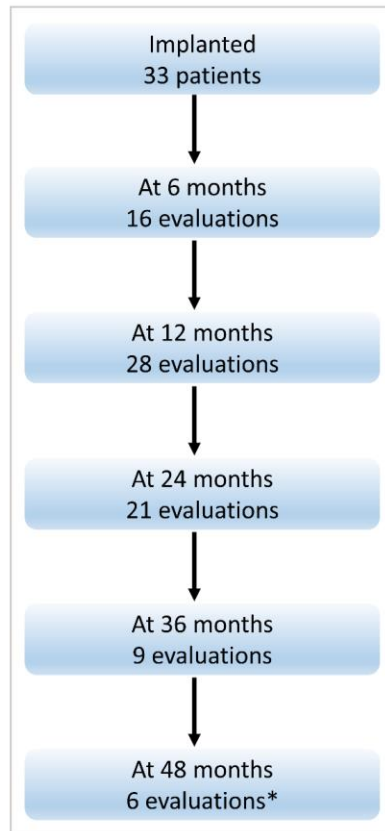 Implanted
33 patients
At 6 months
16 evaluations
At 12 months
28 evaluations
At 24 months
21 evaluations
At 36 months
9 evaluations
At 48 months
6 evaluations*